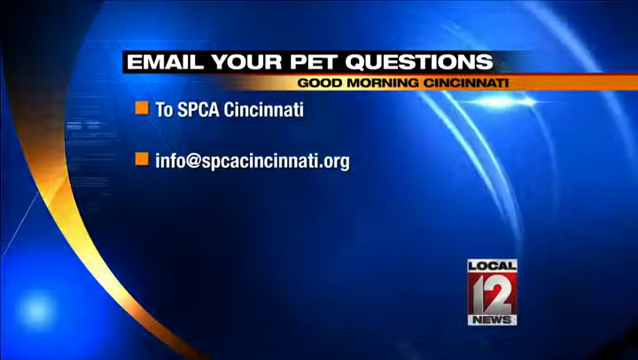 EMAIL YOUR PET QUESTIONS
GOOD MORNING CINCINNATI
To SPCA Cincinnati
info@spcacincinnati.org
LOCAL
12
NEWS